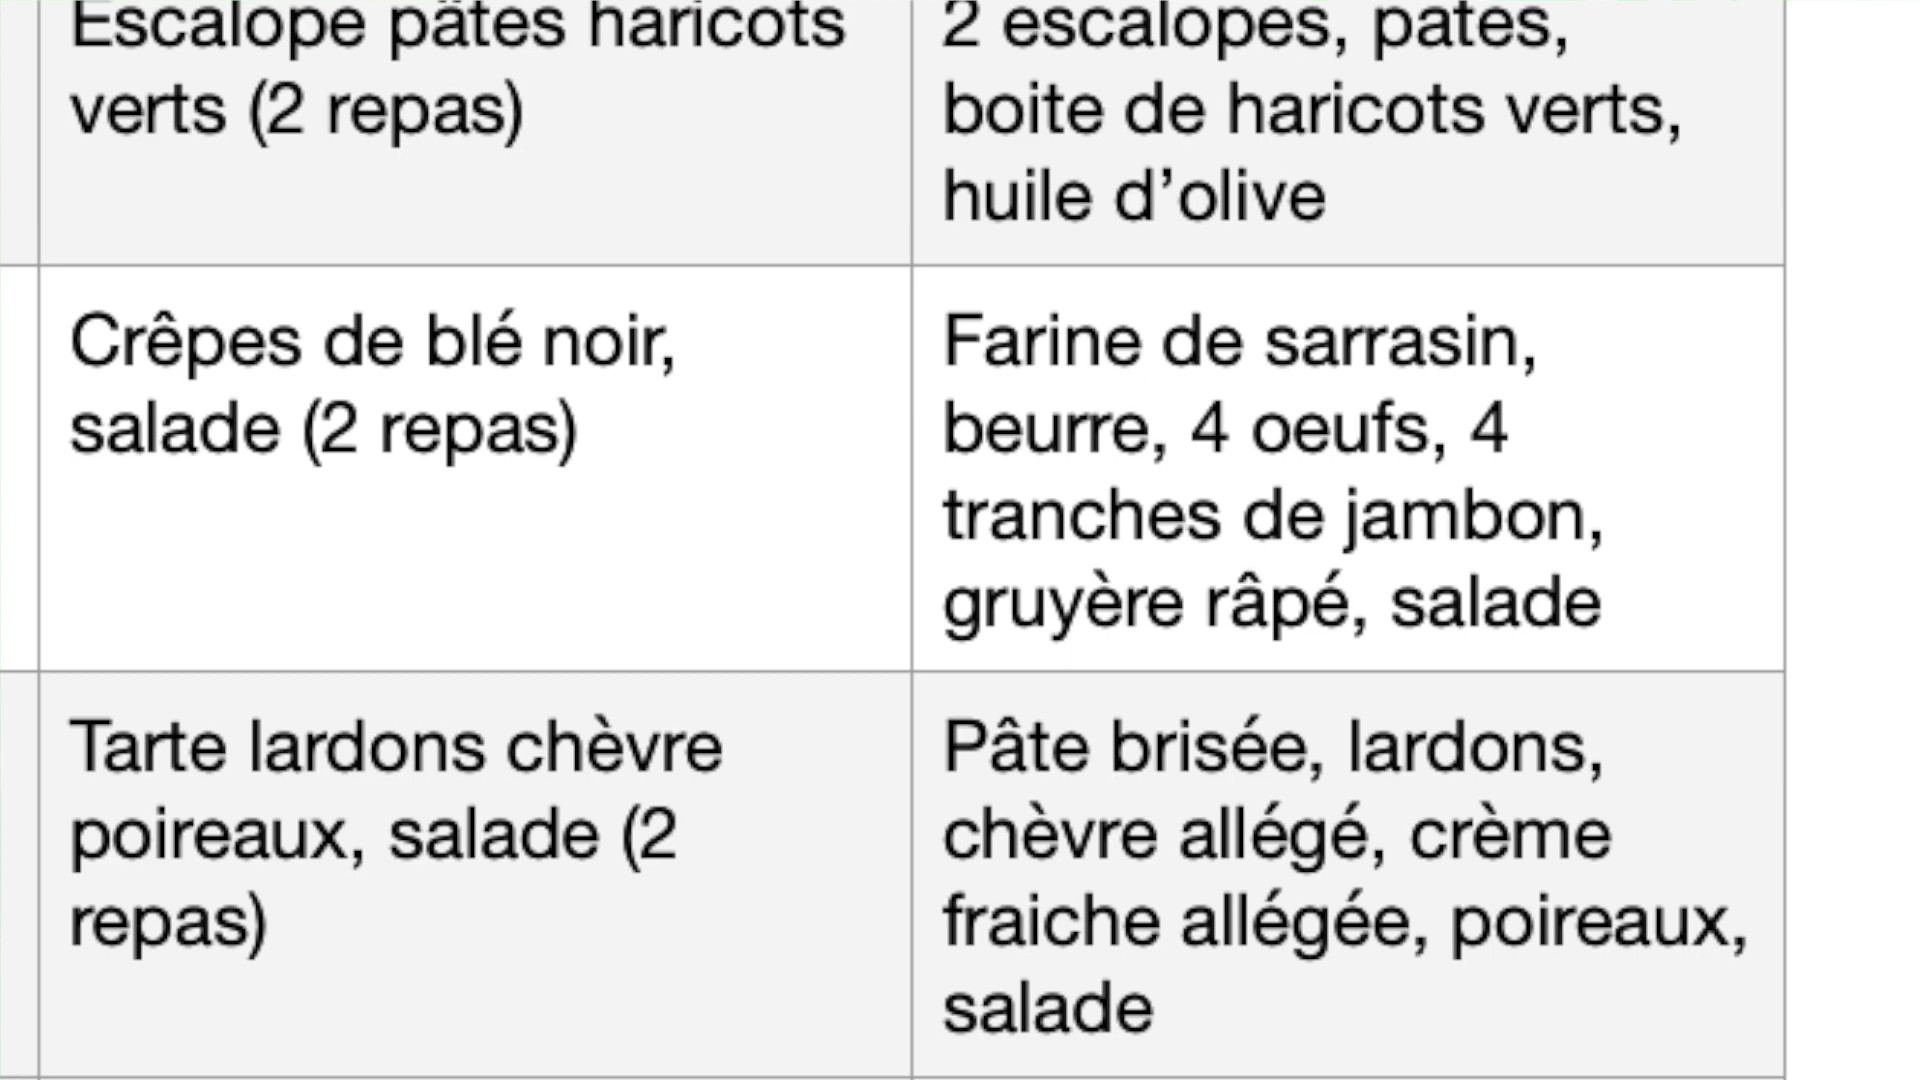 Escalope pâtes haricots
verts (2 repas)
2 escalopes, pates,
boite de haricots verts,
huile d’olive
Crêpes de blé noir,
salade (2 repas)
Farine de sarrasin,
beurre, 4 oeufs, 4
tranches de jambon,
gruyère râpé, salade
Tarte lardons chèvre
poireaux, salade (2
repas)
Pâte brisée, lardons,
chèvre allégé, crème
fraiche allégée, poireaux,
salade